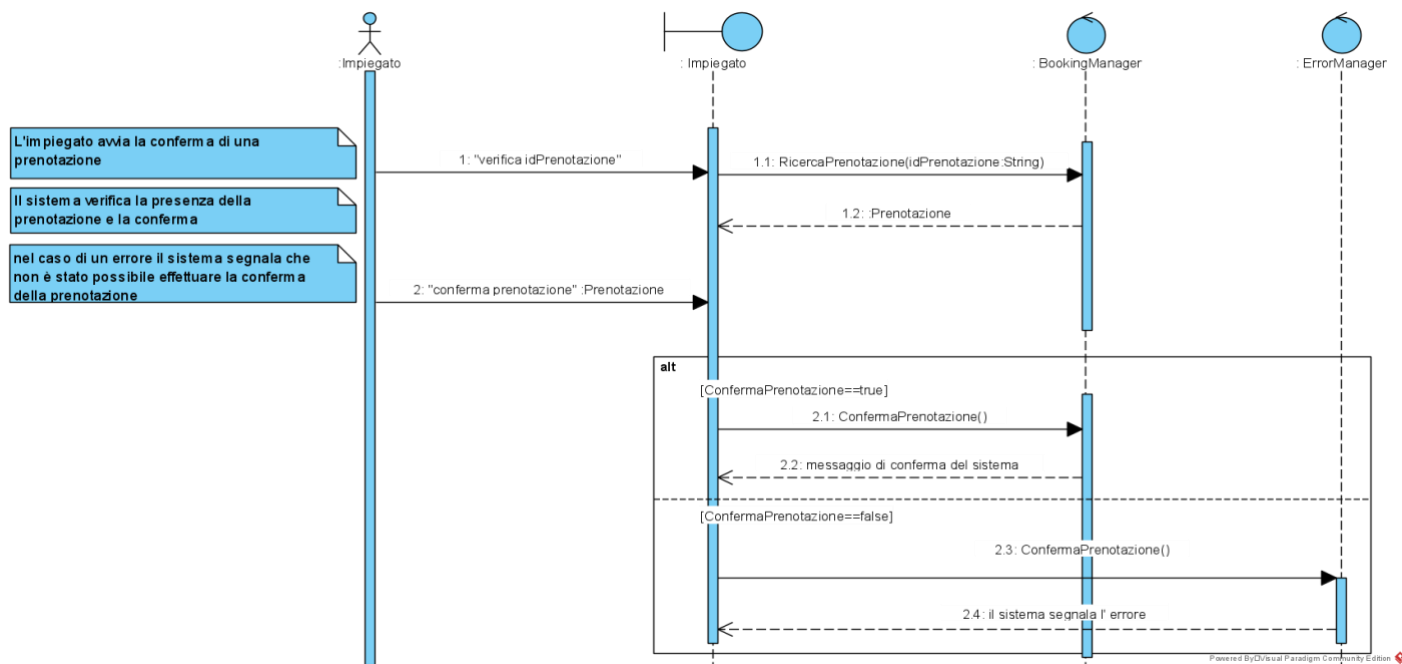 :Impiegato
: Impiegato
: BookingManager
: ErrorManager
L'impiegato avvia la conferma di una
prenotazione
1: "verifica idPrenotazione"
1.1: RicercaPrenotazione(idPrenotazione:String)
Il sistema verifica la presenza della
prenotazione e la conferma
1.2: :Prenotazione
nel caso di un errore il sistema segnala che
non è stato possibile effettuare la conferma
della prenotazione
2: "conferma prenotazione" :Prenotazione
alt
[ConfermaPrenotazione==true]
2.1: ConfermaPrenotazione()
2.2: messaggio di conferma del sistema
[ConfermaPrenotazione==false]
2.3: ConfermaPrenotazione()
2.4: il sistema segnala l' errore
Powered By Visual Paradigm Community Edition